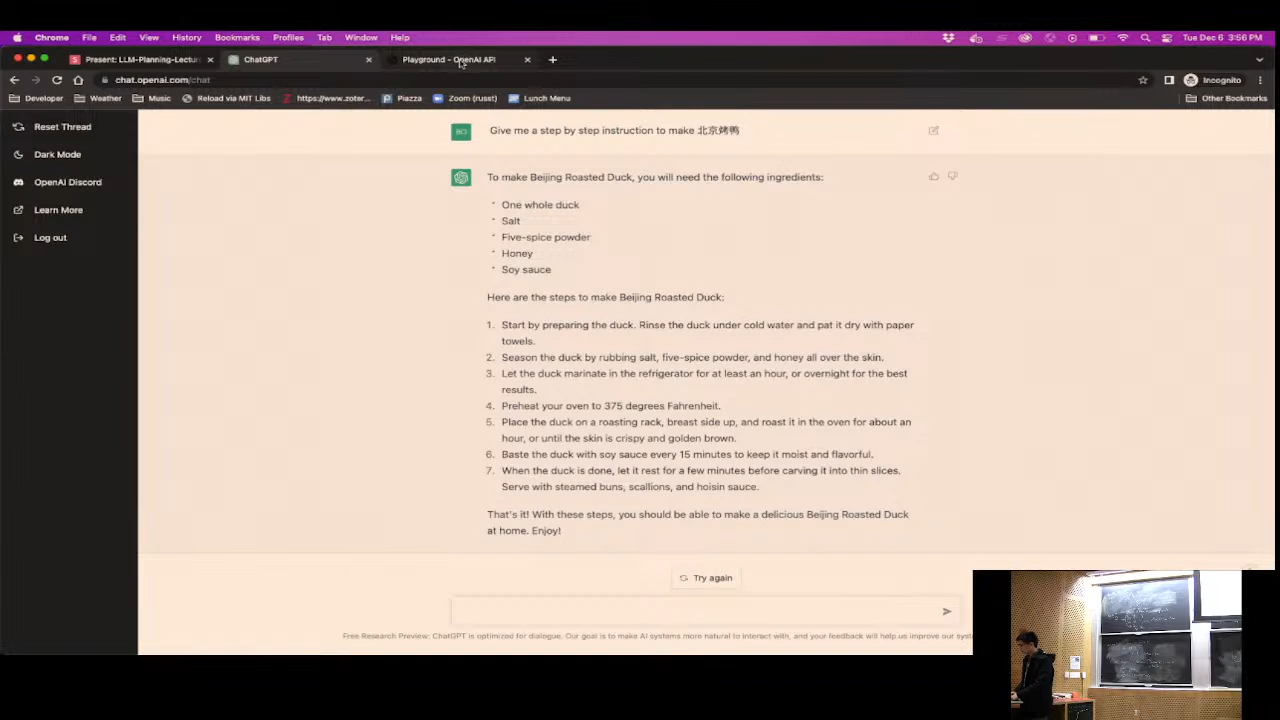 Chrome File Edit View History Bookmarks Profiles Tab Window Help
Tue Dec 6 3:56 PM
Present: LLM-Planning-Lectur
ChatGPT
Playground - OpenAI API
chat.openai.com/chat
Incognito
Developer
Weather
Music
Reload via MIT Libs
https://www.zoter...
Piazza
Zoom (russt)
Lunch Menu
Other Bookmarks
Reset Thread
Dark Mode
OpenAI Discord
Learn More
Log out
BO
Give me a step by step instruction to make 北京烤鸭
To make Beijing Roasted Duck, you will need the following ingredients:
• One whole duck
• Salt
• Five-spice powder
• Honey
• Soy sauce
Here are the steps to make Beijing Roasted Duck:
1. Start by preparing the duck. Rinse the duck under cold water and pat it dry with paper
towels.
2. Season the duck by rubbing salt, five-spice powder, and honey all over the skin.
3. Let the duck marinate in the refrigerator for at least an hour, or overnight for the best
results.
4. Preheat your oven to 375 degrees Fahrenheit.
5. Place the duck on a roasting rack, breast side up, and roast it in the oven for about an
hour, or until the skin is crispy and golden brown.
6. Baste the duck with soy sauce every 15 minutes to keep it moist and flavorful.
7. When the duck is done, let it rest for a few minutes before carving it into thin slices.
Serve with steamed buns, scallions, and hoisin sauce.
That's it! With these steps, you should be able to make a delicious Beijing Roasted Duck
at home. Enjoy!
Try again
Free Research Preview: ChatGPT is optimized for dialogue. Our goal is to make AI systems more natural to interact with, and your feedback will help us improve our syst